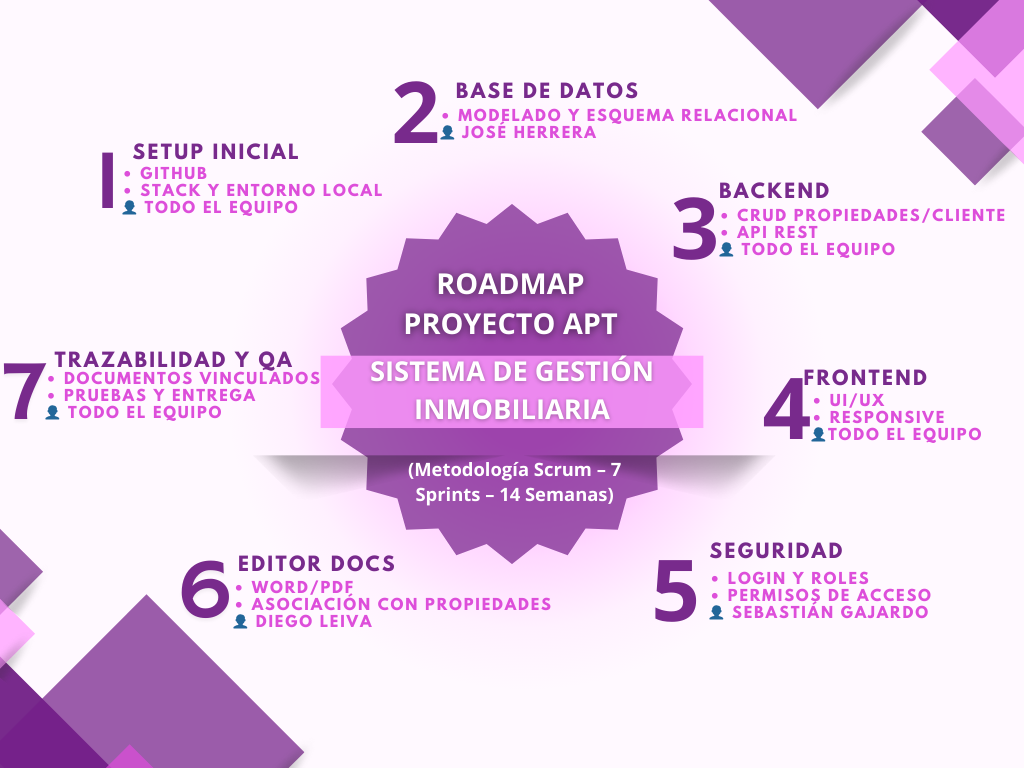 ROADMAP
PROYECTO APT
SISTEMA DE GESTIÓN
INMOBILIARIA
(Metodología Scrum – 7
Sprints – 14 Semanas)
1
SETUP INICIAL
• GITHUB
• STACK Y ENTORNO LOCAL
👤 TODO EL EQUIPO
2
BASE DE DATOS
• MODELADO Y ESQUEMA RELACIONAL
👤 JOSÉ HERRERA
3
BACKEND
• CRUD PROPIEDADES/CLIENTE
• API REST
👤 TODO EL EQUIPO
4
FRONTEND
• UI/UX
• RESPONSIVE
👤TODO EL EQUIPO
5
SEGURIDAD
• LOGIN Y ROLES
• PERMISOS DE ACCESO
👤 SEBASTIÁN GAJARDO
6
EDITOR DOCS
• WORD/PDF
• ASOCIACIÓN CON PROPIEDADES
👤 DIEGO LEIVA
7
TRAZABILIDAD Y QA
• DOCUMENTOS VINCULADOS
• PRUEBAS Y ENTREGA
👤 TODO EL EQUIPO